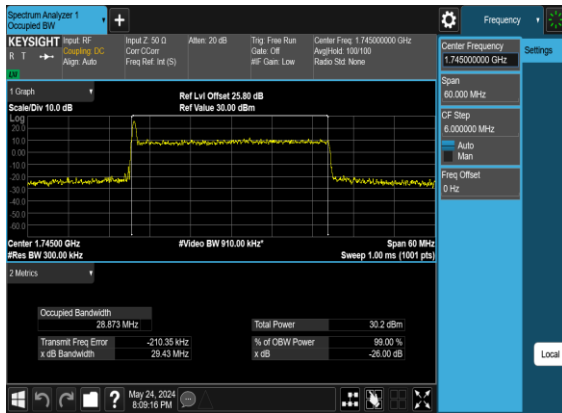 Spectrum Analyzer 1
Occupied BW
+
Frequency
KEYSIGHT
R T
Input: RF
Coupling: DC
Align: Auto
Input Z: 50 Ω
Corr CCorr
Freq Ref: Int (S)
Atten: 20 dB
Trig: Free Run
Gate: Off
#IF Gain: Low
Center Freq: 1.745000000 GHz
Avg|Hold: 100/100
Radio Std: None
Center Frequency
1.745000000 GHz
Settings
Span
60.000 MHz
CF Step
6.000000 MHz
Auto
Man
Freq Offset
0 Hz
Local
1 Graph
Scale/Div 10.0 dB
Ref Lvl Offset 25.80 dB
Ref Value 30.00 dBm
Log
20.0
10.0
0.00
-10.0
-20.0
-30.0
-40.0
-50.0
-60.0
Center 1.74500 GHz
#Res BW 300.00 kHz
#Video BW 910.00 kHz*
Span 60 MHz
Sweep 1.00 ms (1001 pts)
2 Metrics
Occupied Bandwidth
28.873 MHz
Total Power
30.2 dBm
Transmit Freq Error
-210.35 kHz
% of OBW Power
99.00 %
x dB Bandwidth
29.43 MHz
x dB
-26.00 dB
?
May 24, 2024
8:09:16 PM